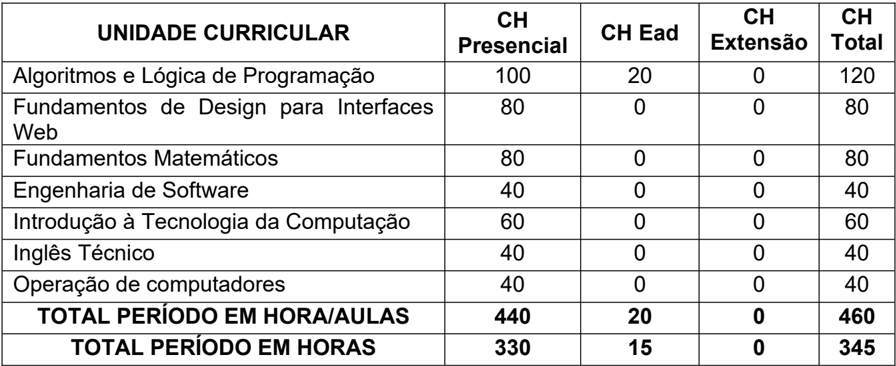 UNIDADE CURRICULAR CH Presencial CH Ead CH Extensão CH Total
Algoritmos e Lógica de Programação 100 20 0 120
Fundamentos de Design para Interfaces Web 80 0 0 80
Fundamentos Matemáticos 80 0 0 80
Engenharia de Software 40 0 0 40
Introdução à Tecnologia da Computação 60 0 0 60
Inglês Técnico 40 0 0 40
Operação de computadores 40 0 0 40
TOTAL PERÍODO EM HORA/AULAS 440 20 0 460
TOTAL PERÍODO EM HORAS 330 15 0 345